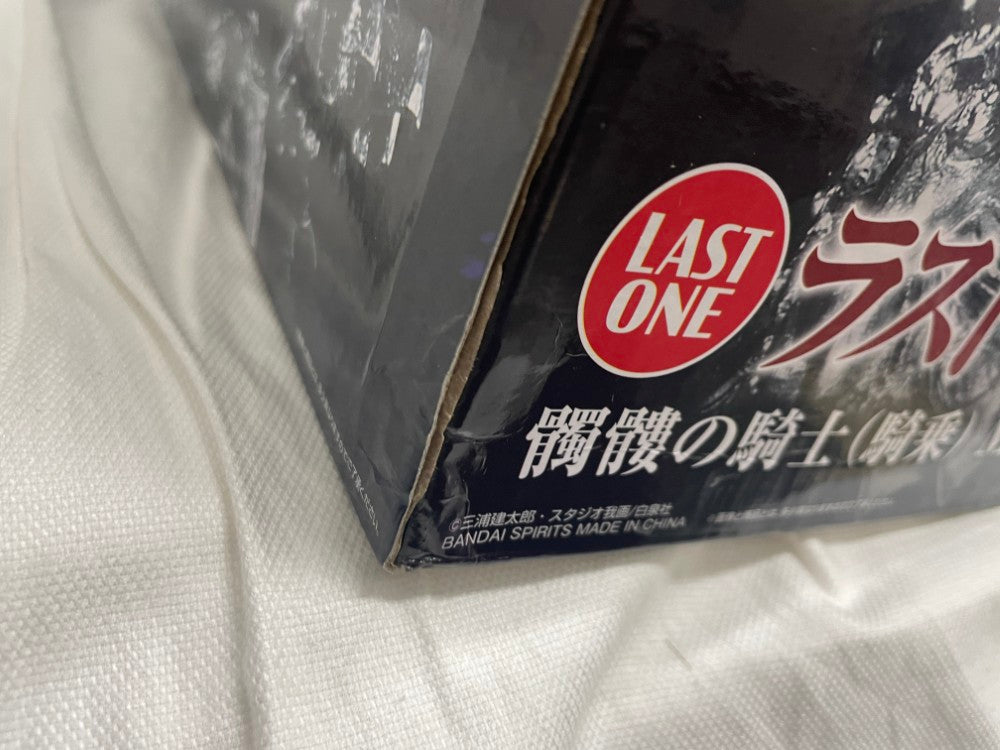 LAST
ONE
ラス
髑髏の騎士(騎乗)
©三浦建太郎・スタジオ我画/白泉社
BANDAI SPIRITS MADE IN CHINA